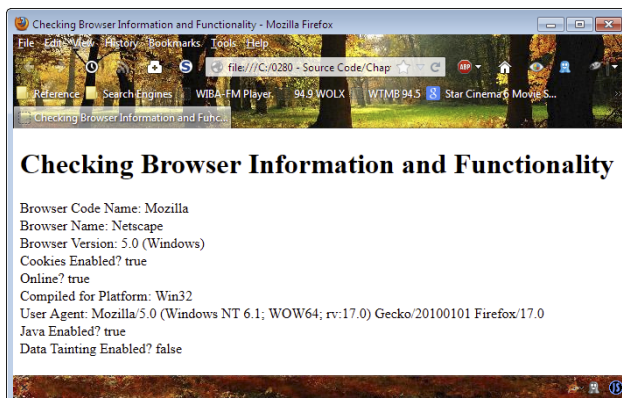 Checking Browser Information and Functionality - Mozilla Firefox
File Edit View History Bookmarks Tools Help
file:///C:/0280 - Source Code/Chap
ABP
Reference Search Engines WIBA-FM Player. 94.9 WOLX WTMB 94.5 8 Star Cinema 6 Movie S...
Checking Browser Information and Func...
Checking Browser Information and Functionality
Browser Code Name: Mozilla
Browser Name: Netscape
Browser Version: 5.0 (Windows)
Cookies Enabled? true
Online? true
Compiled for Platform: Win32
User Agent: Mozilla/5.0 (Windows NT 6.1; WOW64; rv:17.0) Gecko/20100101 Firefox/17.0
Java Enabled? true
Data Tainting Enabled? false
JS